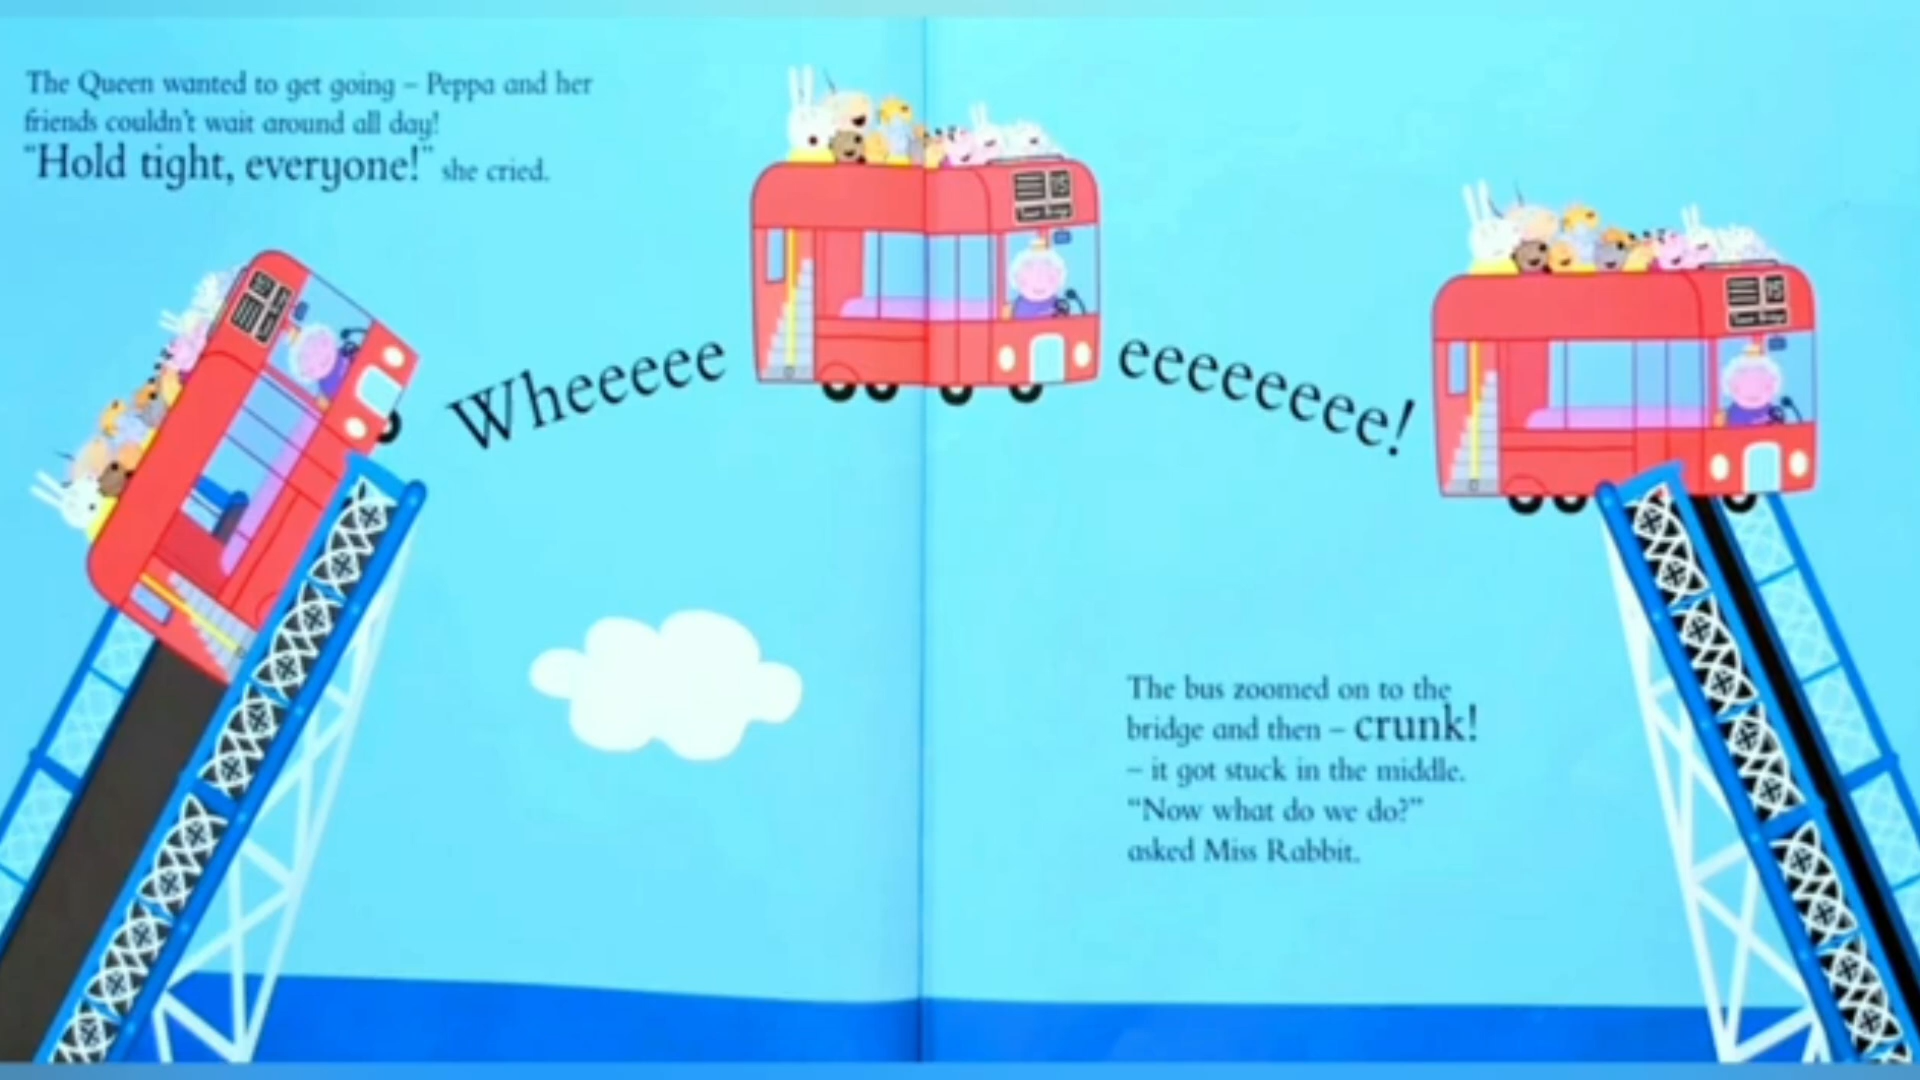 The Queen wanted to get going – Peppa and her
friends couldn't wait around all day!
"Hold tight, everyone!" she cried.
Wheeeee
eeeeeeee!
The bus zoomed on to the
bridge and then – crunk!
– it got stuck in the middle.
"Now what do we do?"
asked Miss Rabbit.